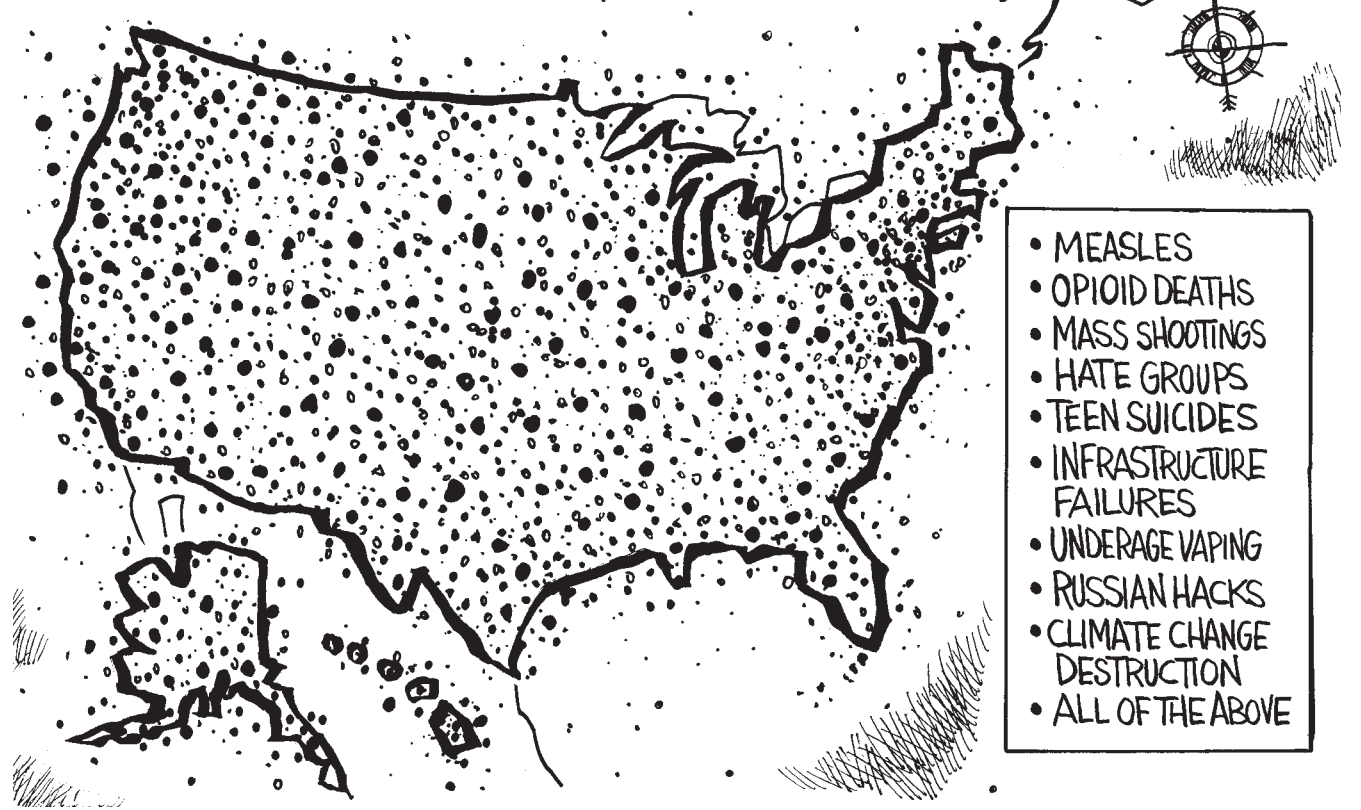 • MEASLES
• OPIOID DEATHS
• MASS SHOOTINGS
• HATE GROUPS
• TEEN SUICIDES
• INFRASTRUCTURE
FAILURES
• UNDERAGE VAPING
• RUSSIAN HACKS
• CLIMATE CHANGE
DESTRUCTION
• ALL OF THE ABOVE